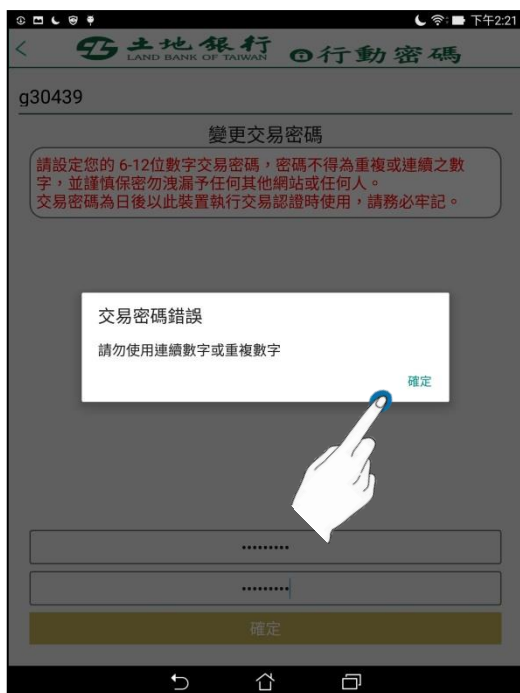 下午2:21
土地銀行 行動密碼
LAND BANK OF TAIWAN
g30439
變更交易密碼
請設定您的 6-12位數字交易密碼，密碼不得為重複或連續之數
字，並謹慎保密勿洩漏予任何其他網站或任何人。
交易密碼為日後以此裝置執行交易認證時使用，請務必牢記。
交易密碼錯誤
請勿使用連續數字或重複數字
確定
•••••••••
•••••••••
確定